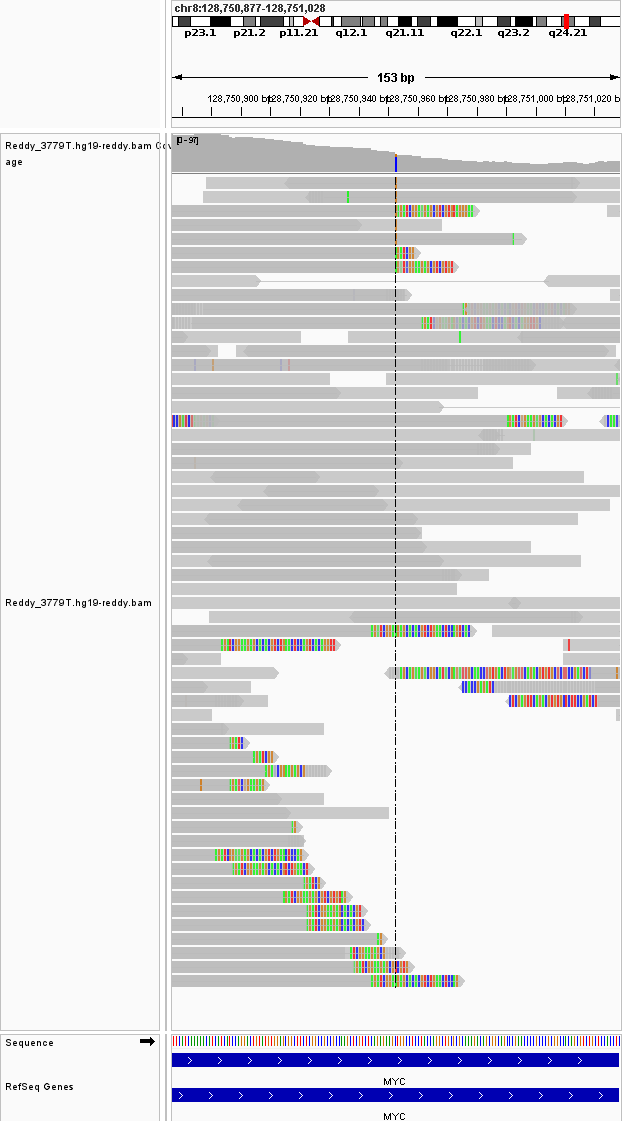 chr8:128,750,877-128,751,028
p23.1 p21.2 p11.21 q12.1 q21.11 q22.1 q23.2 q24.21
153 bp
128,750,900 bp 128,750,920 bp 128,750,940 bp 128,750,960 bp 128,750,980 bp 128,751,000 bp 128,751,020 bp
Reddy_3779T.hg19-reddy.bam Cov
age
[0 - 97]
Reddy_3779T.hg19-reddy.bam
Sequence
MYC
RefSeq Genes
MYC